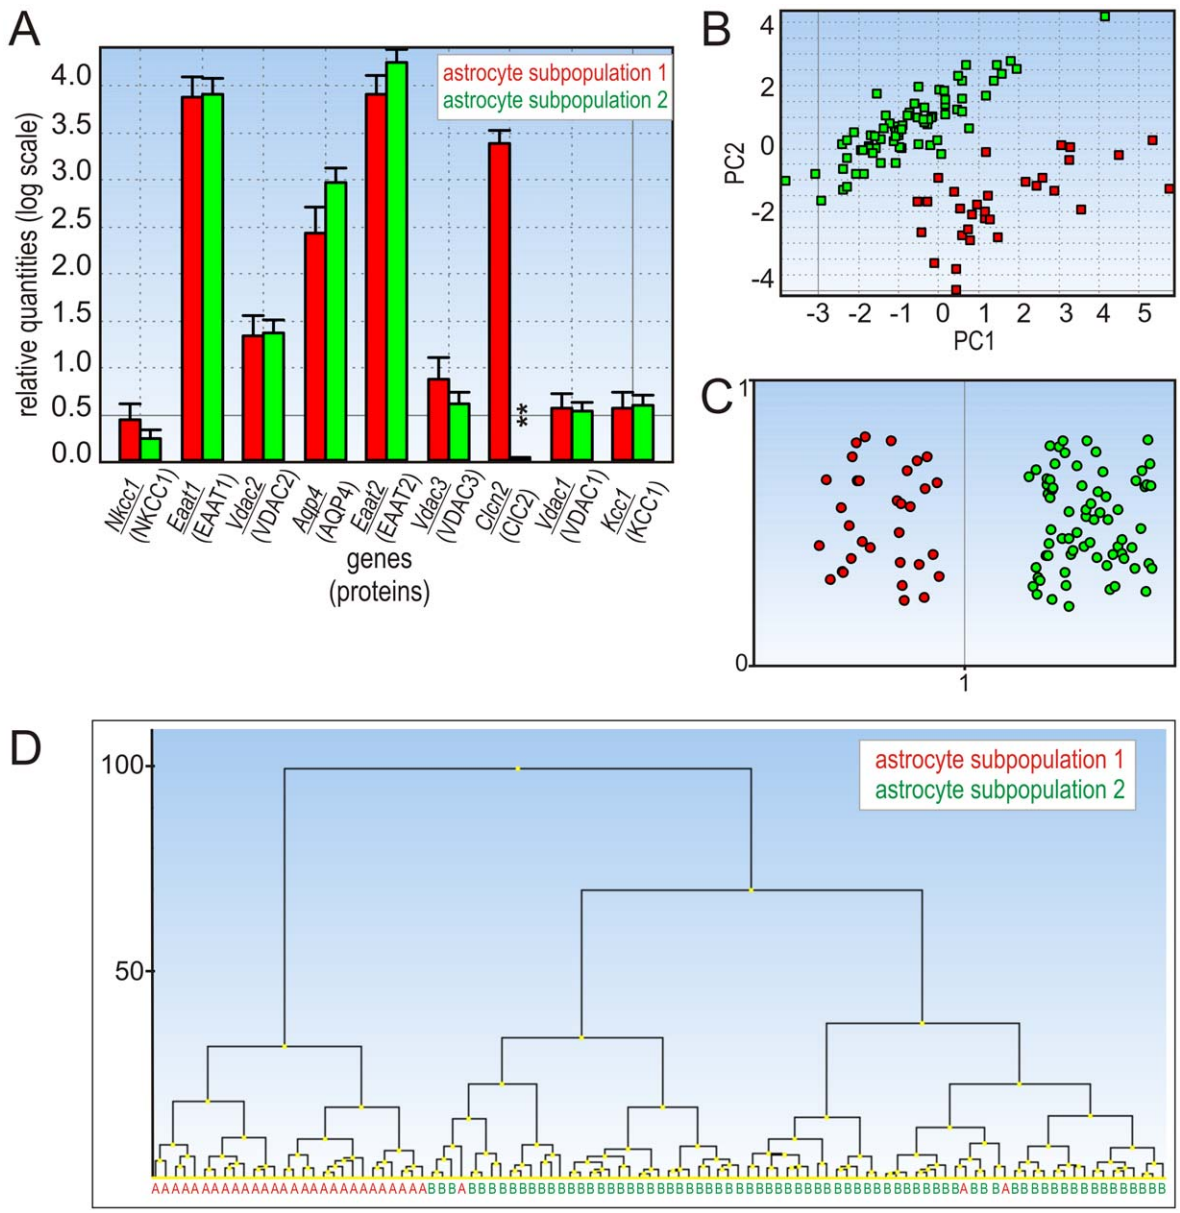 A
4.0
3.5
3.0
2.5
2.0
1.5
1.0
0.5
0.0
relative quantities (log scale)
astrocyte subpopulation 1
astrocyte subpopulation 2
**
Nkcc1
(NKCC1)
Eaat1
(EAAT1)
Vdac2
(VDAC2)
Aqp4
(AQP4)
Eaat2
(EAAT2)
Vdac3
(VDAC3)
Clcn2
(ClC2)
Vdac1
(VDAC1)
Kcc1
(KCC1)
genes
(proteins)
B
4
2
0
-2
-4
PC2
-3 -2 -1 0 1 2 3 4 5
PC1
C
1
0
1
D
100
50
astrocyte subpopulation 1
astrocyte subpopulation 2